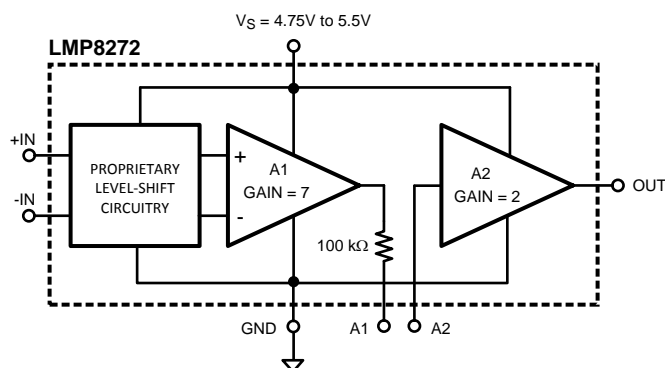 V_S = 4.75V to 5.5V
LMP8272
+IN
-IN
PROPRIETARY
LEVEL-SHIFT
CIRCUITRY
+
-
A1
GAIN = 7
A2
GAIN = 2
OUT
100 kΩ
GND
A1
A2